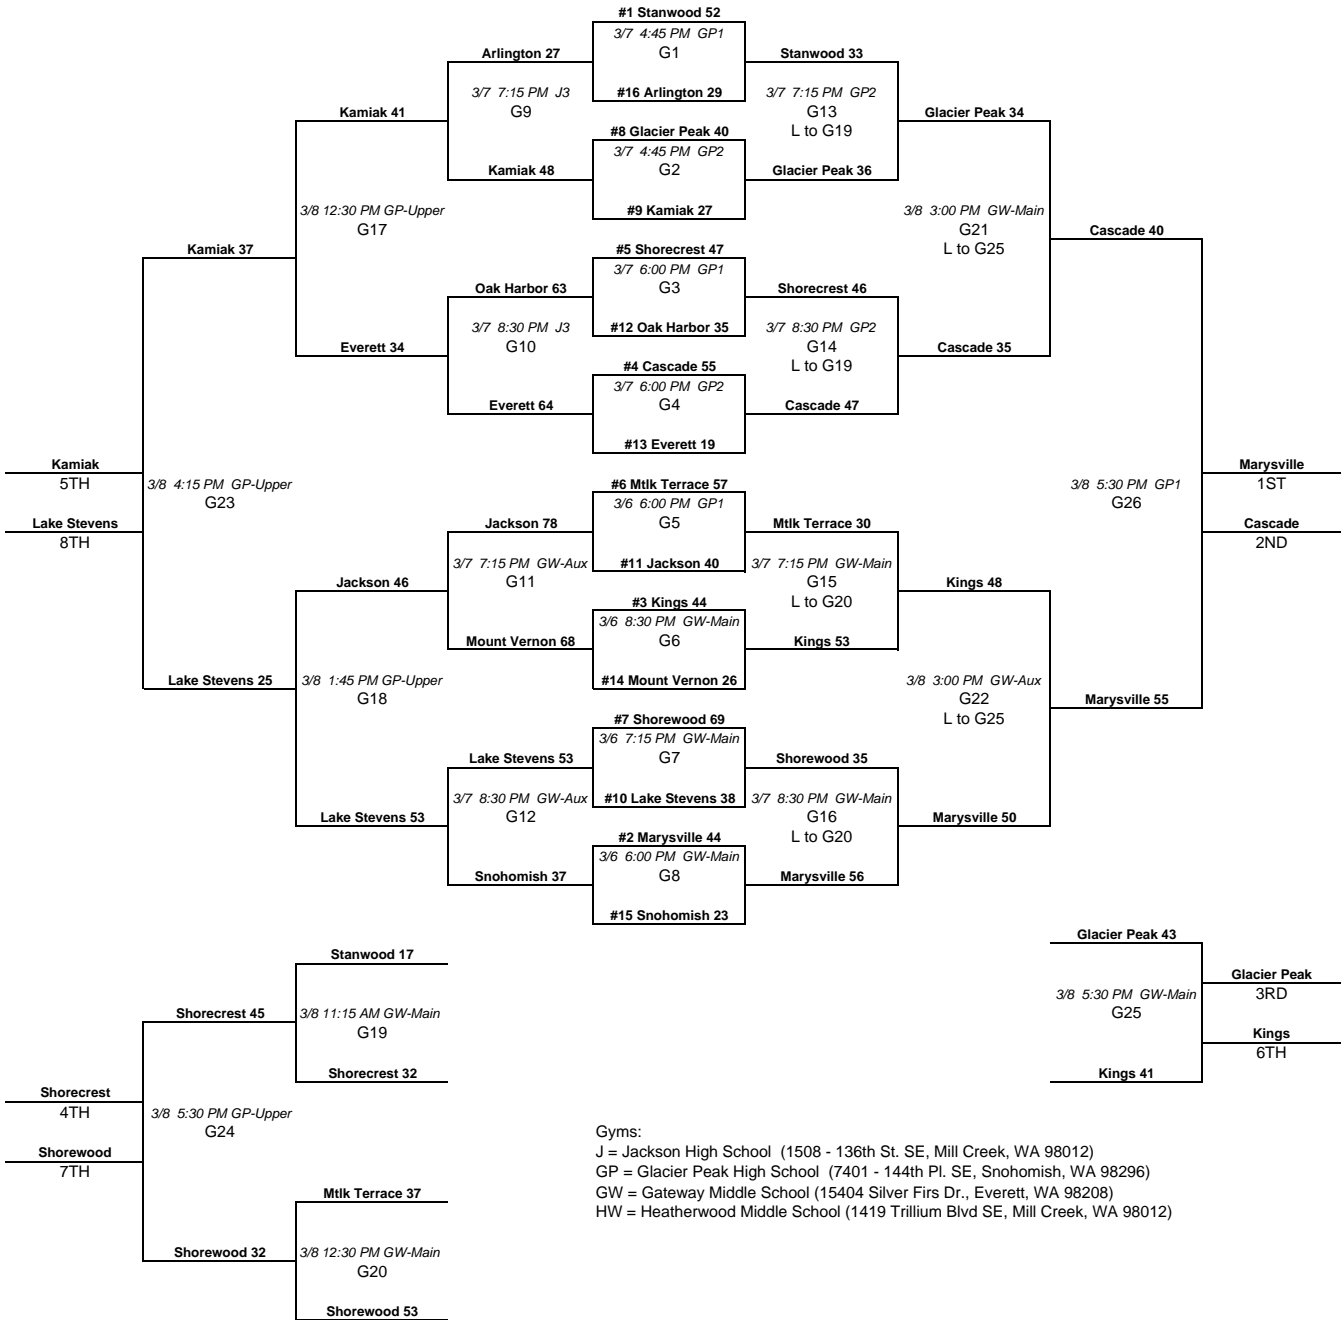 #1 Stanwood 52
3/7 4:45 PM GP1
Arlington 27
G1
Stanwood 33
3/7 7:15 PM J3
#16 Arlington 29
3/7 7:15 PM GP2
Kamiak 41
G9
G13
Glacier Peak 34
#8 Glacier Peak 40
L to G19
3/7 4:45 PM GP2
Kamiak 48
G2
Glacier Peak 36
3/8 12:30 PM GP-Upper
#9 Kamiak 27
3/8 3:00 PM GW-Main
G17
G21
Kamiak 37
#5 Shorecrest 47
L to G25
Cascade 40
3/7 6:00 PM GP1
Oak Harbor 63
G3
Shorecrest 46
3/7 8:30 PM J3
#12 Oak Harbor 35
3/7 8:30 PM GP2
Everett 34
G10
G14
Cascade 35
#4 Cascade 55
L to G19
3/7 6:00 PM GP2
Everett 64
G4
Cascade 47
#13 Everett 19
Kamiak
Marysville
5TH
3/8 4:15 PM GP-Upper
#6 Mtlk Terrace 57
3/8 5:30 PM GP1
1ST
G23
3/6 6:00 PM GP1
G26
Lake Stevens
Jackson 78
G5
Mtlk Terrace 30
Cascade
8TH
2ND
3/7 7:15 PM GW-Aux
#11 Jackson 40
3/7 7:15 PM GW-Main
Jackson 46
G11
G15
Kings 48
#3 Kings 44
L to G20
3/6 8:30 PM GW-Main
Mount Vernon 68
G6
Kings 53
Lake Stevens 25
3/8 1:45 PM GP-Upper
#14 Mount Vernon 26
3/8 3:00 PM GW-Aux
G18
G22
Marysville 55
#7 Shorewood 69
L to G25
3/6 7:15 PM GW-Main
Lake Stevens 53
G7
Shorewood 35
3/7 8:30 PM GW-Aux
#10 Lake Stevens 38
3/7 8:30 PM GW-Main
Lake Stevens 53
G12
G16
Marysville 50
#2 Marysville 44
L to G20
3/6 6:00 PM GW-Main
Snohomish 37
G8
Marysville 56
#15 Snohomish 23
Glacier Peak 43
Stanwood 17
Glacier Peak
3/8 5:30 PM GW-Main
3RD
Shorecrest 45
3/8 11:15 AM GW-Main
G25
G19
Kings
6TH
Shorecrest 32
Kings 41
Shorecrest
4TH
3/8 5:30 PM GP-Upper
G24
Gyms:
Shorewood
J = Jackson High School (1508 - 136th St. SE, Mill Creek, WA 98012)
7TH
GP = Glacier Peak High School (7401 - 144th Pl. SE, Snohomish, WA 98296)
Mtlk Terrace 37
GW = Gateway Middle School (15404 Silver Firs Dr., Everett, WA 98208)
HW = Heatherwood Middle School (1419 Trillium Blvd SE, Mill Creek, WA 98012)
Shorewood 32
3/8 12:30 PM GW-Main
G20
Shorewood 53